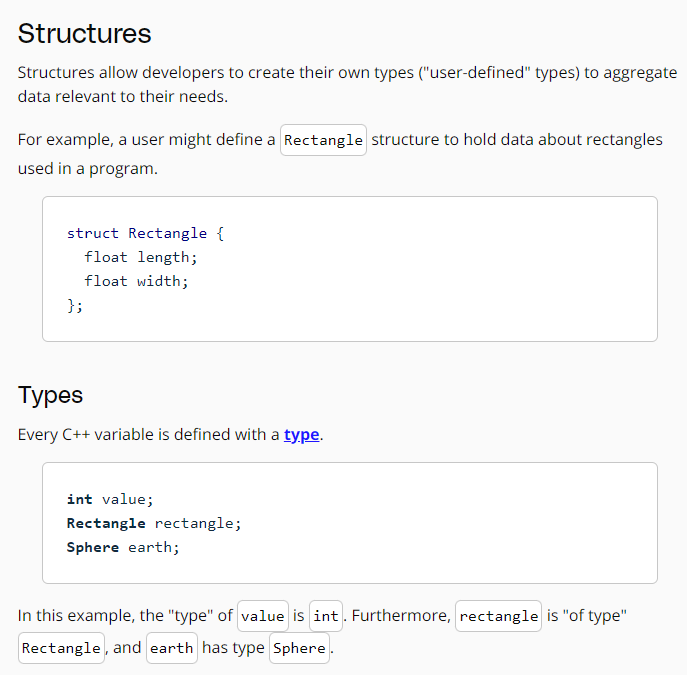 Structures
Structures allow developers to create their own types ("user-defined" types) to aggregate
data relevant to their needs.
For example, a user might define a Rectangle structure to hold data about rectangles
used in a program.
struct Rectangle {
  float length;
  float width;
};
Types
Every C++ variable is defined with a type.
int value;
Rectangle rectangle;
Sphere earth;
In this example, the "type" of value is int. Furthermore, rectangle is "of type"
Rectangle, and earth has type Sphere.